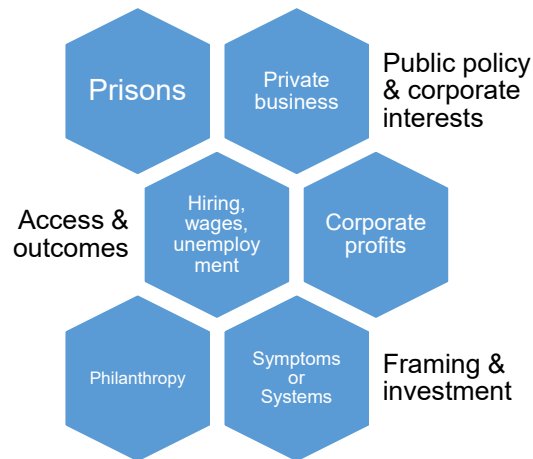 Prisons
Private
business
Public policy
& corporate
interests
Access &
outcomes
Hiring,
wages,
unemploy
ment
Corporate
profits
Philanthropy
Symptoms
or
Systems
Framing &
investment